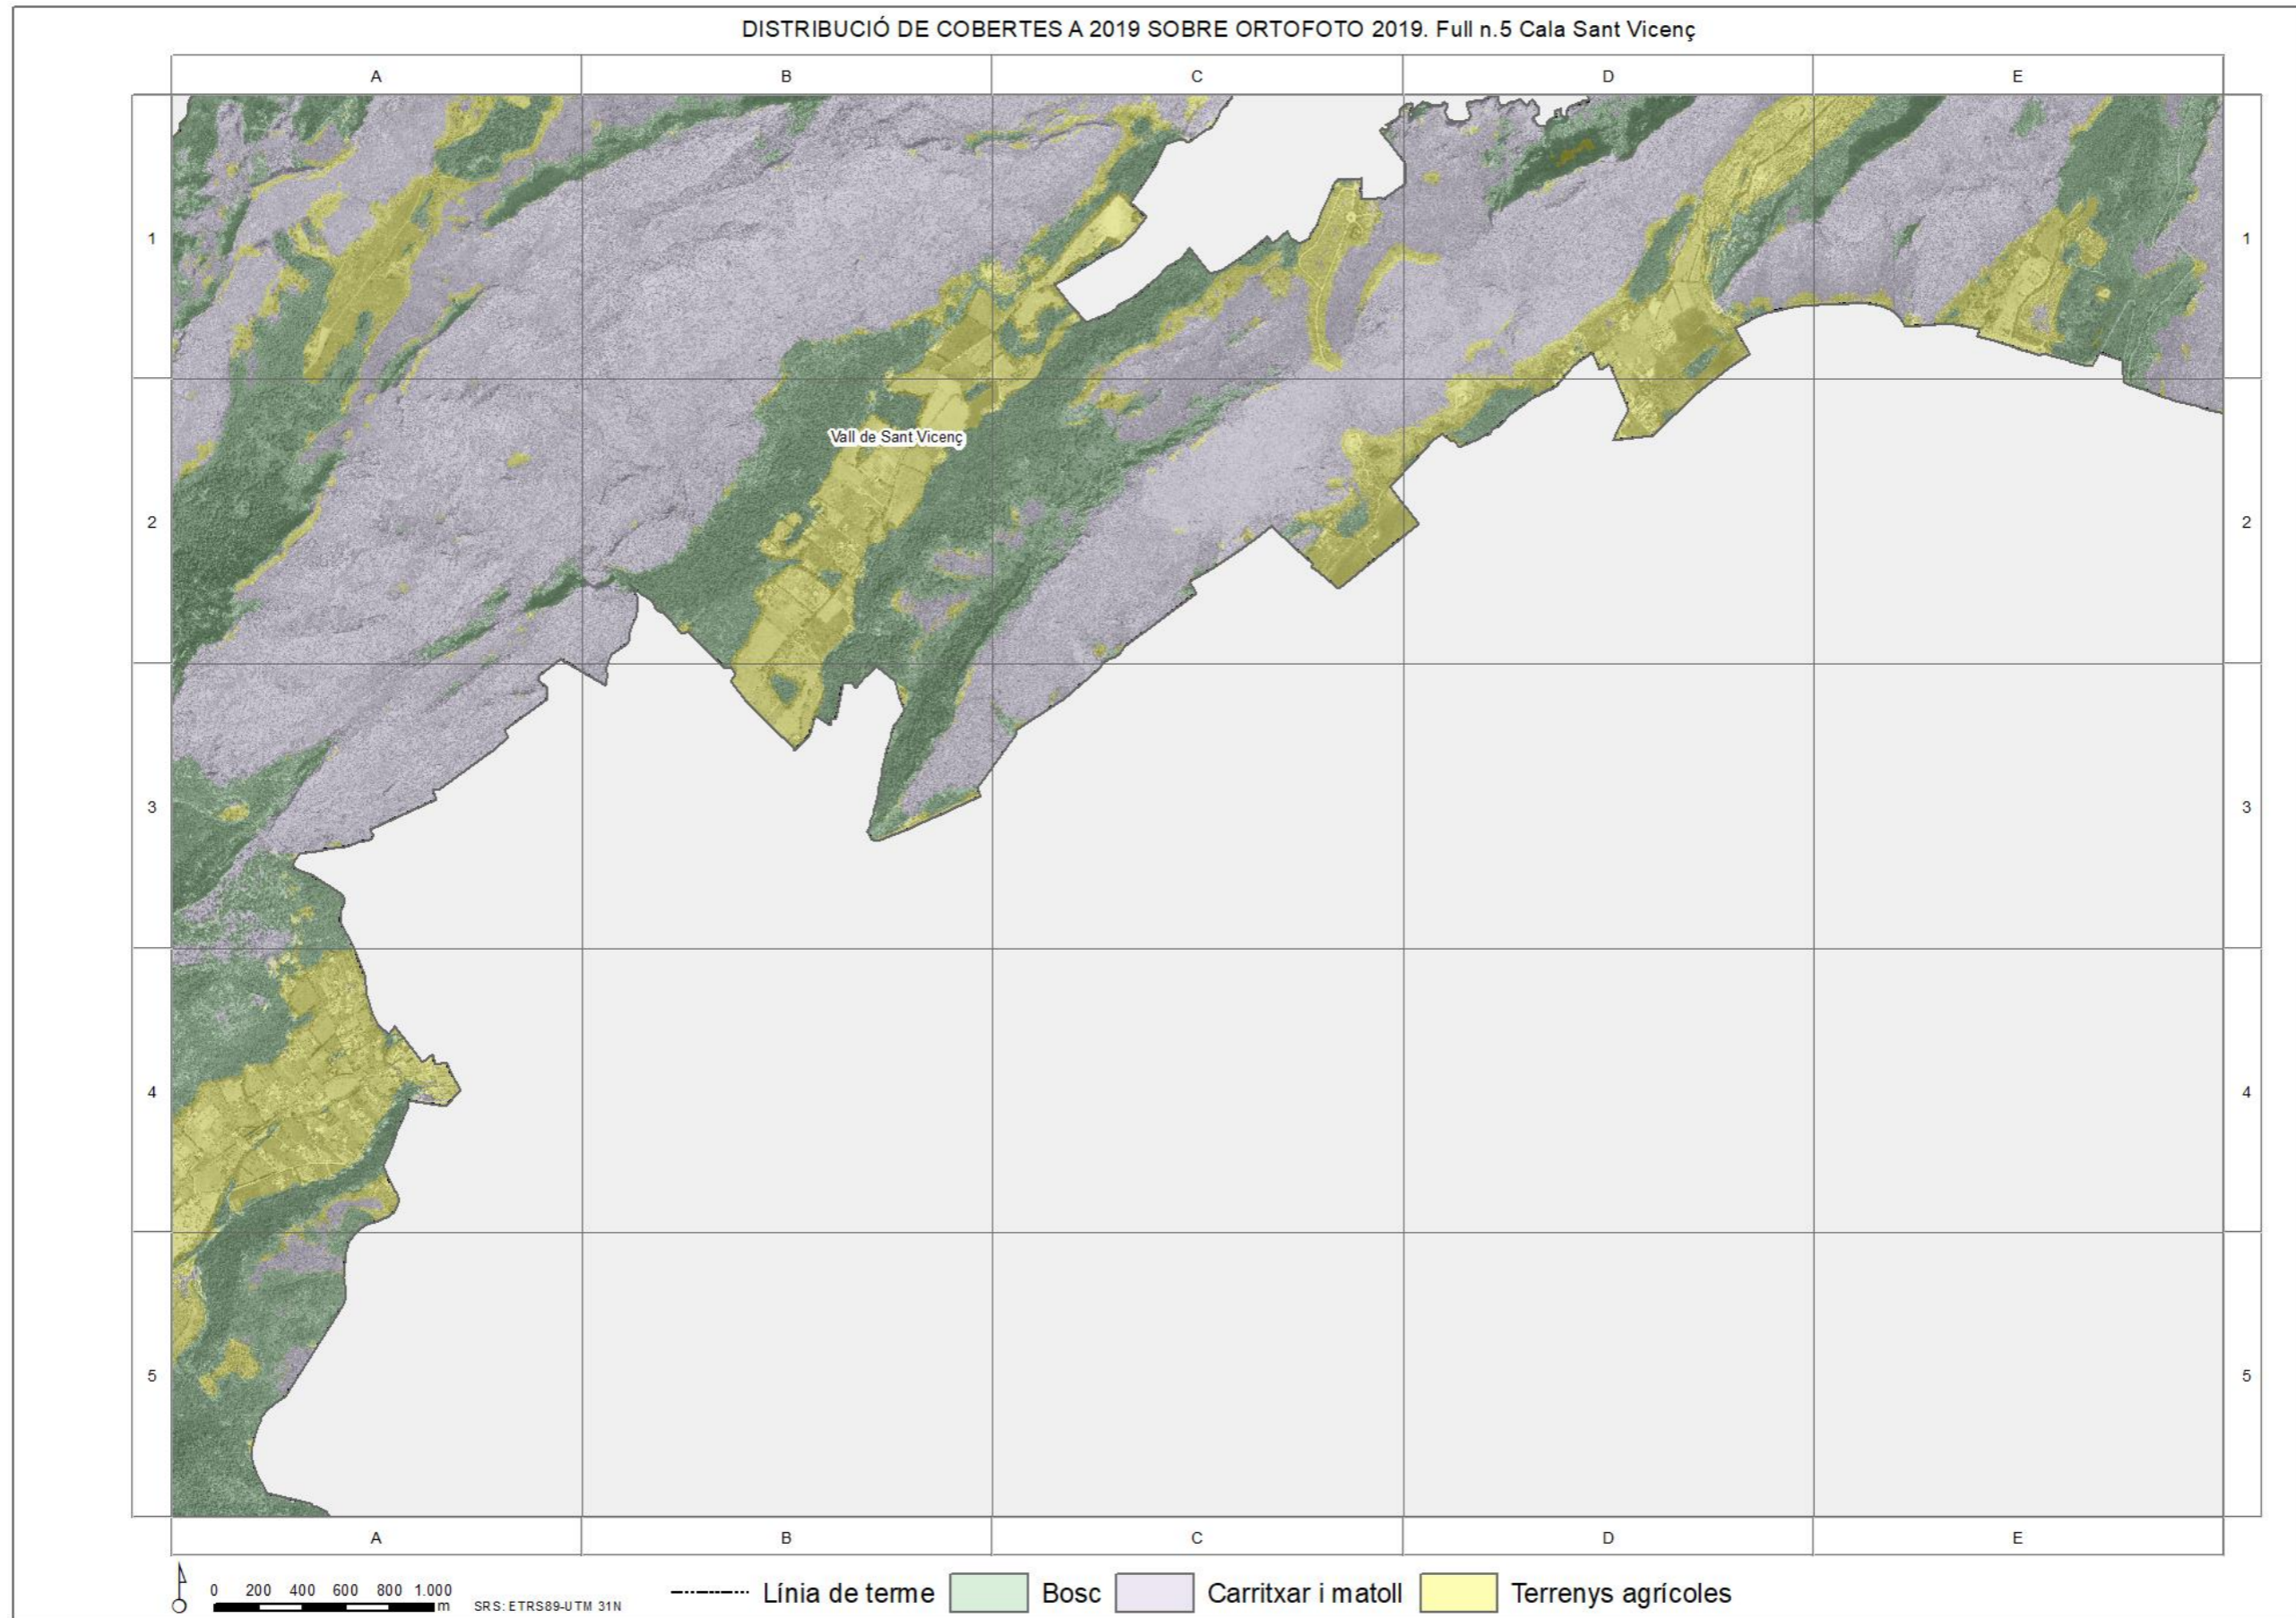 DISTRIBUCIÓ DE COBERTES A 2019 SOBRE ORTOFOTO 2019. Full n.5 Cala Sant Vicenç
A B C D E
1 1
Vall de Sant Vicenç
2 2
3 3
4 4
5 5
A B C D E
0 200 400 600 800 1.000
m SRS: ETRS89-UTM 31N
Línia de terme Bosc Carritxar i matoll Terrenys agrícoles